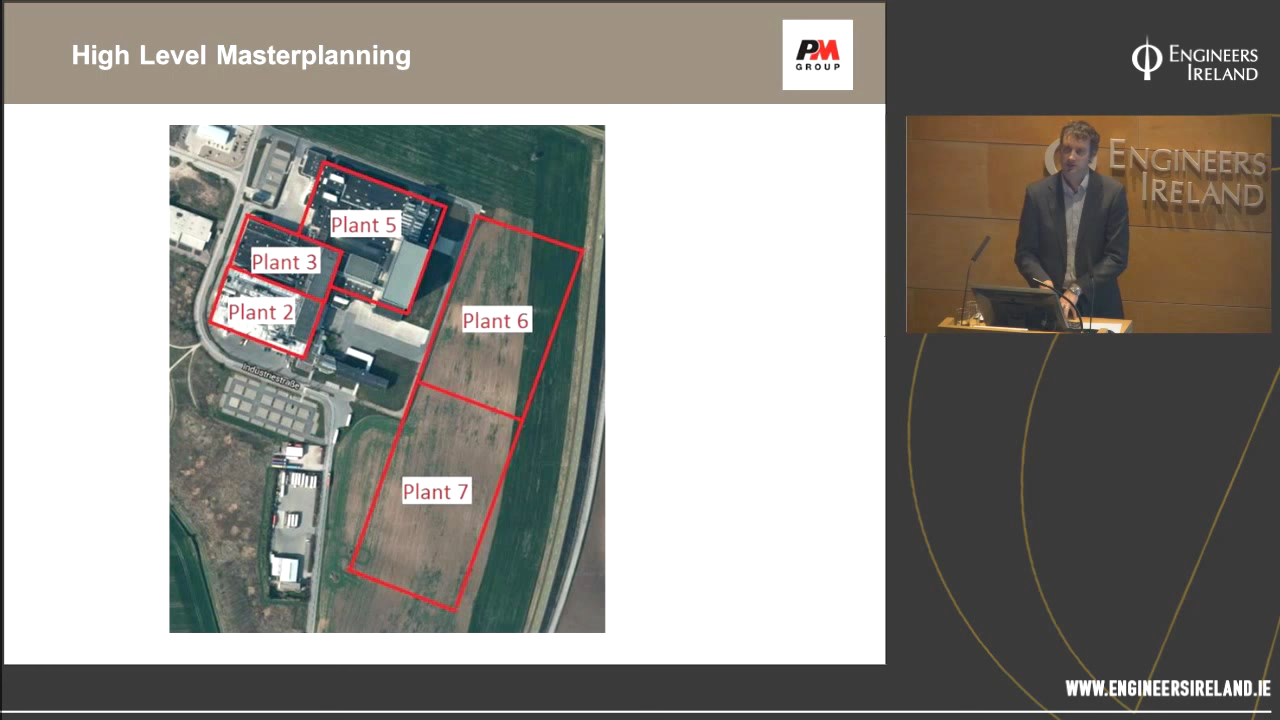 High Level Masterplanning
PM
GROUP
ENGINEERS
IRELAND
Plant 5
Plant 3
Plant 2
Plant 6
Plant 7
Industriestraße
ENGINEERS
IRELAND
WWW.ENGINEERSIRELAND.IE